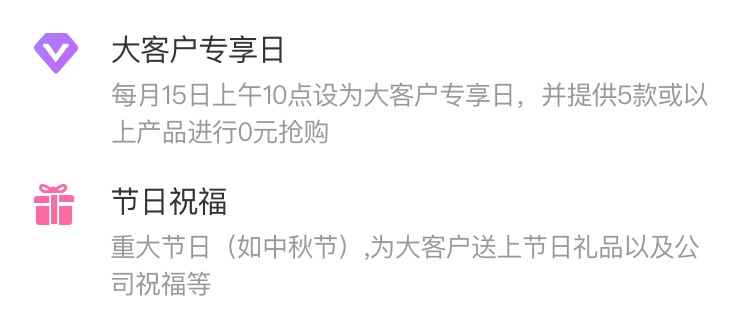 大客户专享日
每月15日上午10点设为大客户专享日，并提供5款或以
上产品进行0元抢购
节日祝福
重大节日（如中秋节）,为大客户送上节日礼品以及公
司祝福等